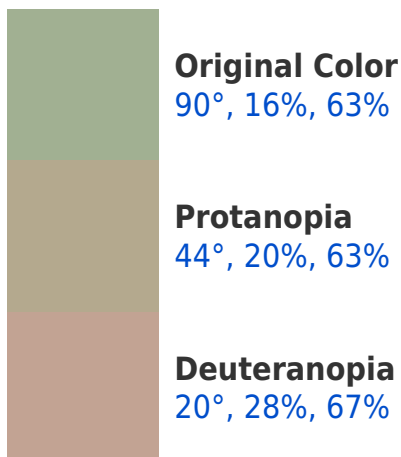 Original Color
90°, 16%, 63%
Protanopia
44°, 20%, 63%
Deuteranopia
20°, 28%, 67%